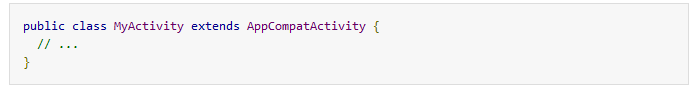 public class MyActivity extends AppCompatActivity {
  // ...
}